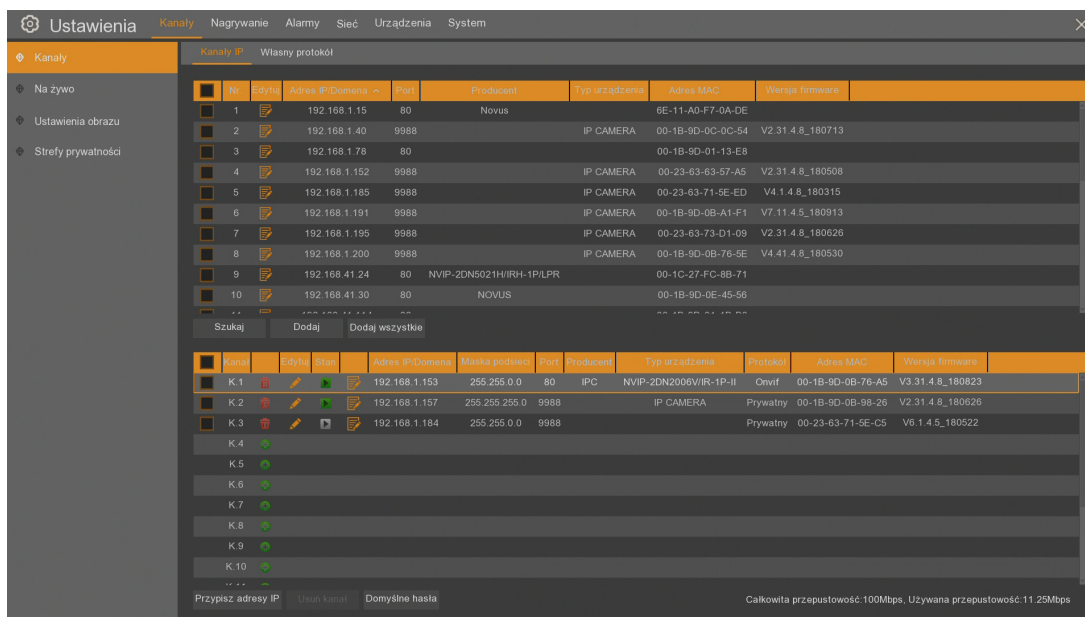 Ustawienia Kanały Nagrywanie Alarmy Sieć Urządzenia System
Kanały
Na żywo
Ustawienia obrazu
Strefy prywatności
Kanały IP Własny protokół
Nr Edytuj Adres IP/Domena Port Producent Typ urządzenia Adres MAC Wersja firmware
1 192.168.1.15 80 Novus 6E-11-A0-F7-0A-DE
2 192.168.1.40 9988 IP CAMERA 00-1B-9D-0C-0C-54 V2.31.4.8_180713
3 192.168.1.78 80 00-1B-9D-01-13-E8
4 192.168.1.152 9988 IP CAMERA 00-23-63-63-57-A5 V2.31.4.8_180508
5 192.168.1.185 9988 IP CAMERA 00-23-63-71-5E-ED V4.1.4.8_180315
6 192.168.1.191 9988 IP CAMERA 00-1B-9D-0B-A1-F1 V7.11.4.5_180913
7 192.168.1.195 9988 IP CAMERA 00-23-63-73-D1-09 V2.31.4.8_180626
8 192.168.1.200 9988 IP CAMERA 00-1B-9D-0B-76-5E V4.41.4.8_180530
9 192.168.41.24 80 NVIP-2DN5021H/IRH-1P/LPR 00-1C-27-FC-8B-71
10 192.168.41.30 80 NOVUS 00-1B-9D-0E-45-56
Szukaj Dodaj Dodaj wszystkie
Kanał Edytuj Stan Adres IP/Domena Maska podsieci Port Producent Typ urządzenia Protokół Adres MAC Wersja firmware
K.1 192.168.1.153 255.255.0.0 80 IPC NVIP-2DN2006V/IR-1P-II Onvif 00-1B-9D-0B-76-A5 V3.31.4.8_180823
K.2 192.168.1.157 255.255.255.0 9988 IP CAMERA Prywatny 00-1B-9D-0B-98-26 V2.31.4.8_180626
K.3 192.168.1.184 255.255.0.0 9988 Prywatny 00-23-63-71-5E-C5 V6.1.4.5_180522
K.4
K.5
K.6
K.7
K.8
K.9
K.10
Przypisz adresy IP Usuń kanał Domyślne hasła
Całkowita przepustowość:100Mbps, Używana przepustowość:11.25Mbps